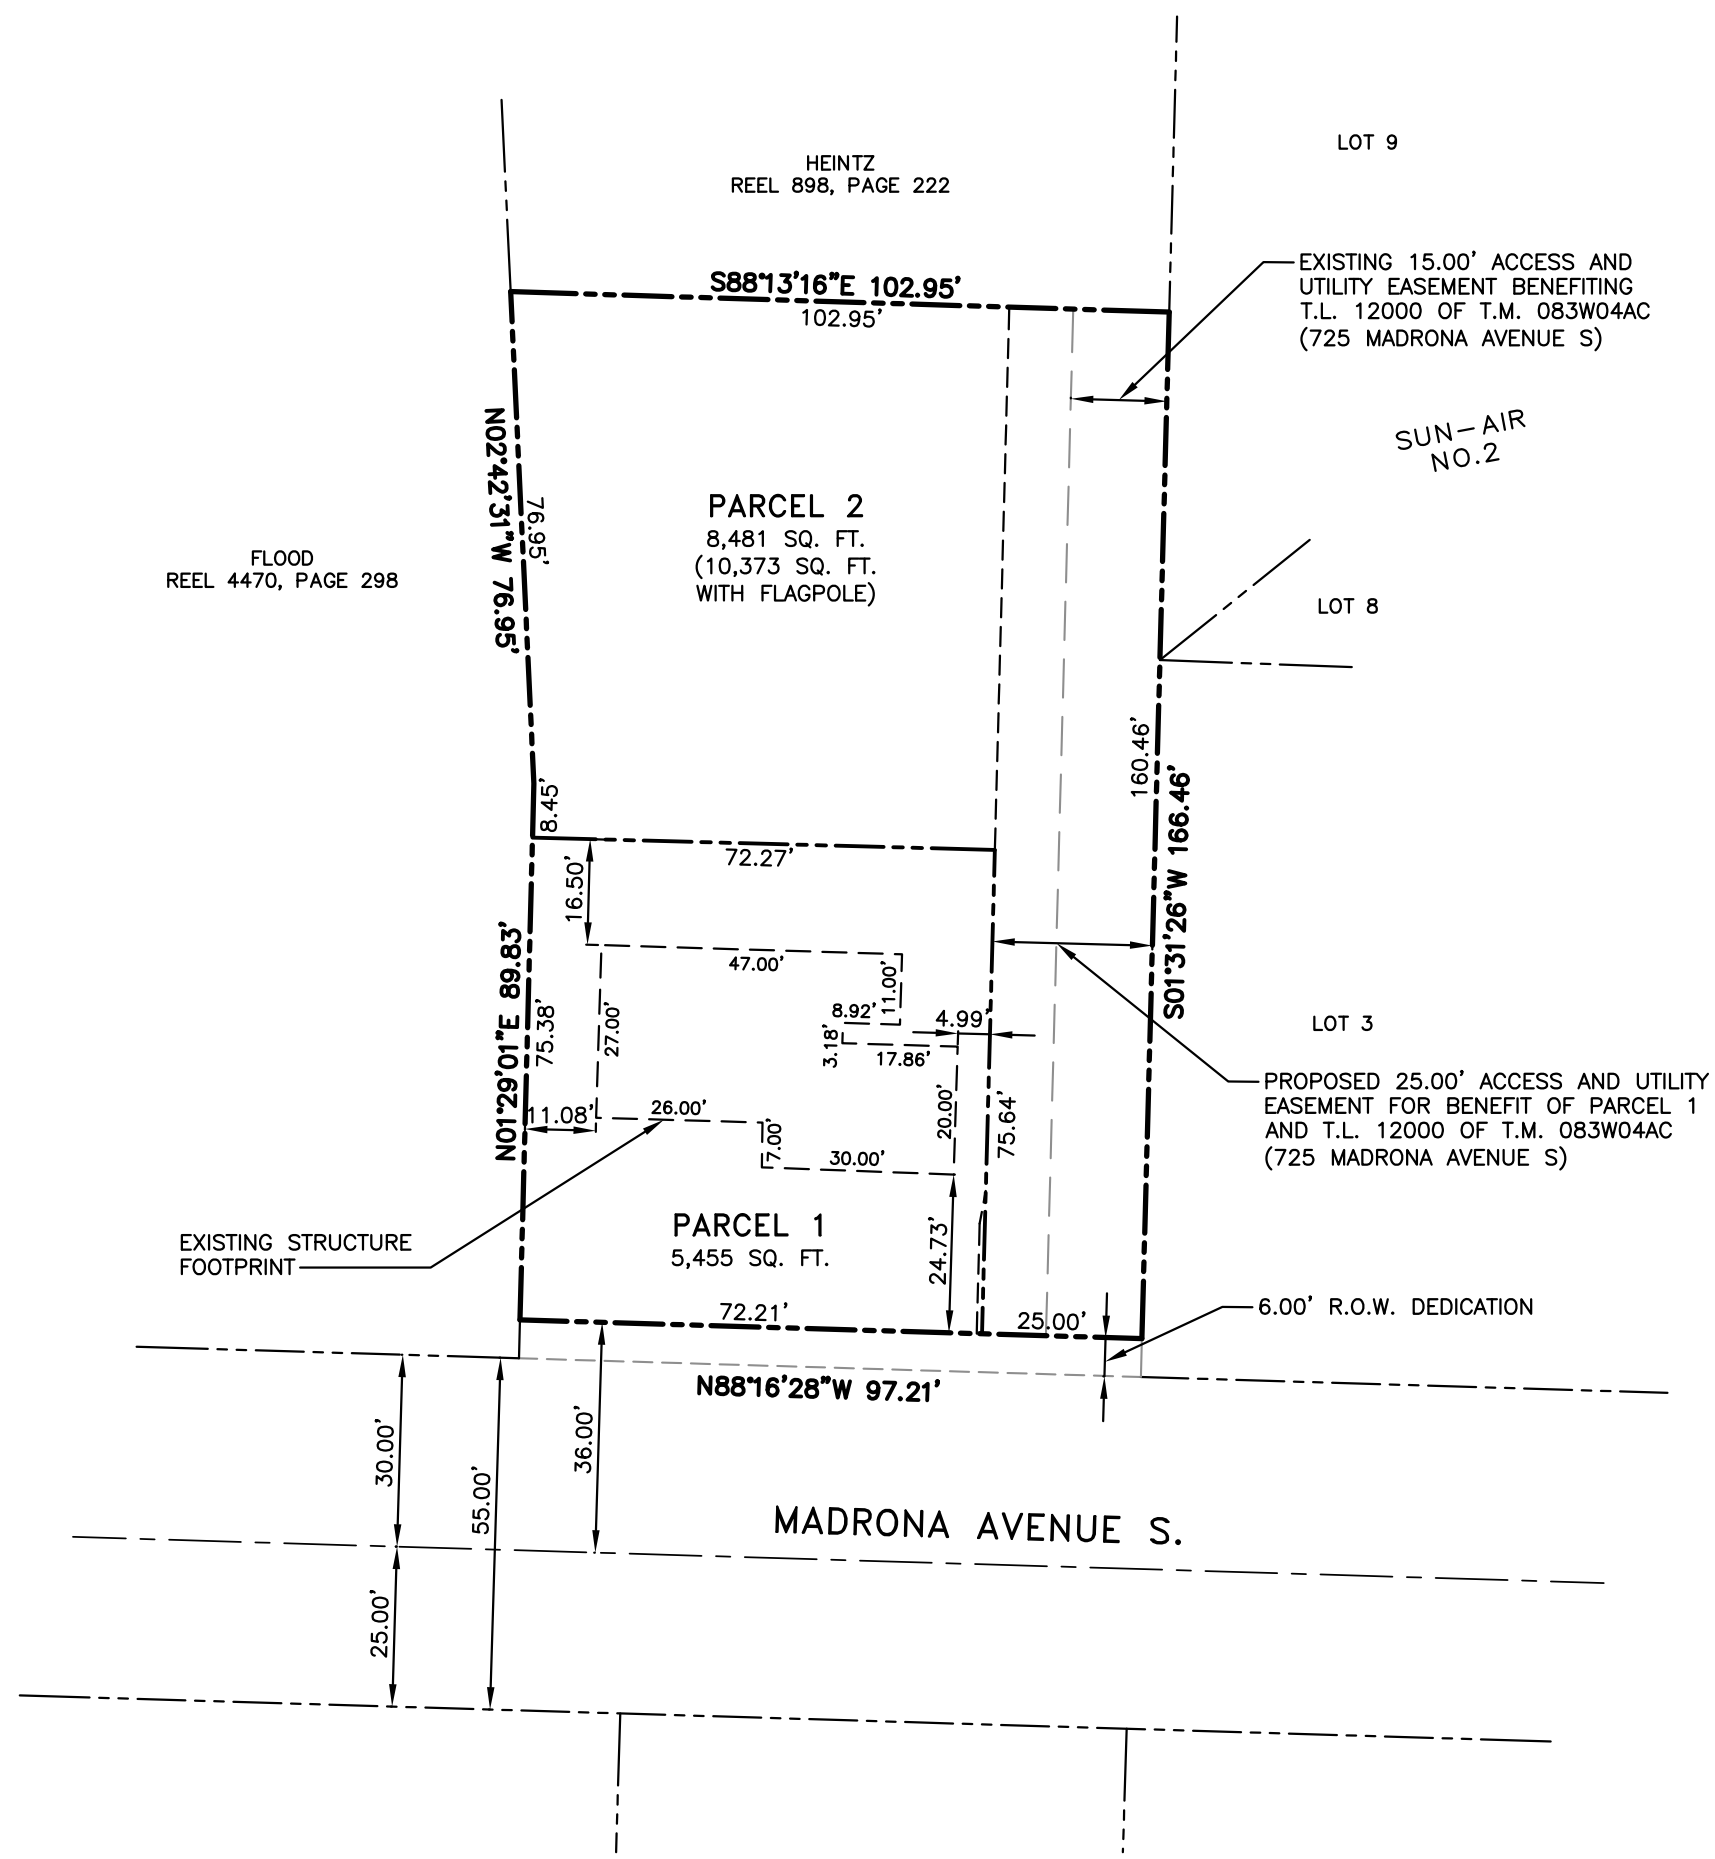 LOT 9
HEINTZ
REEL 898, PAGE 222
EXISTING 15.00' ACCESS AND
UTILITY EASEMENT BENEFITING
T.L. 12000 OF T.M. 083W04AC
(725 MADRONA AVENUE S)
S88°13'16"E 102.95'
102.95'
SUN-AIR
NO.2
N02°42'31"W 76.95'
76.95'
PARCEL 2
8,481 SQ. FT.
(10,373 SQ. FT.
WITH FLAGPOLE)
FLOOD
REEL 4470, PAGE 298
LOT 8
160.46'
S01°31'26"W 166.46'
8.45'
72.27'
16.50'
N01°29'01"E 89.83'
75.38'
47.00'
11.00'
27.00'
8.92'
4.99'
3.18'
17.86'
LOT 3
PROPOSED 25.00' ACCESS AND UTILITY
EASEMENT FOR BENEFIT OF PARCEL 1
AND T.L. 12000 OF T.M. 083W04AC
(725 MADRONA AVENUE S)
11.08'
26.00'
20.00'
75.64'
7.00'
30.00'
PARCEL 1
5,455 SQ. FT.
24.73'
EXISTING STRUCTURE
FOOTPRINT
72.21'
25.00'
6.00' R.O.W. DEDICATION
N88°16'28"W 97.21'
30.00'
36.00'
55.00'
MADRONA AVENUE S.
25.00'